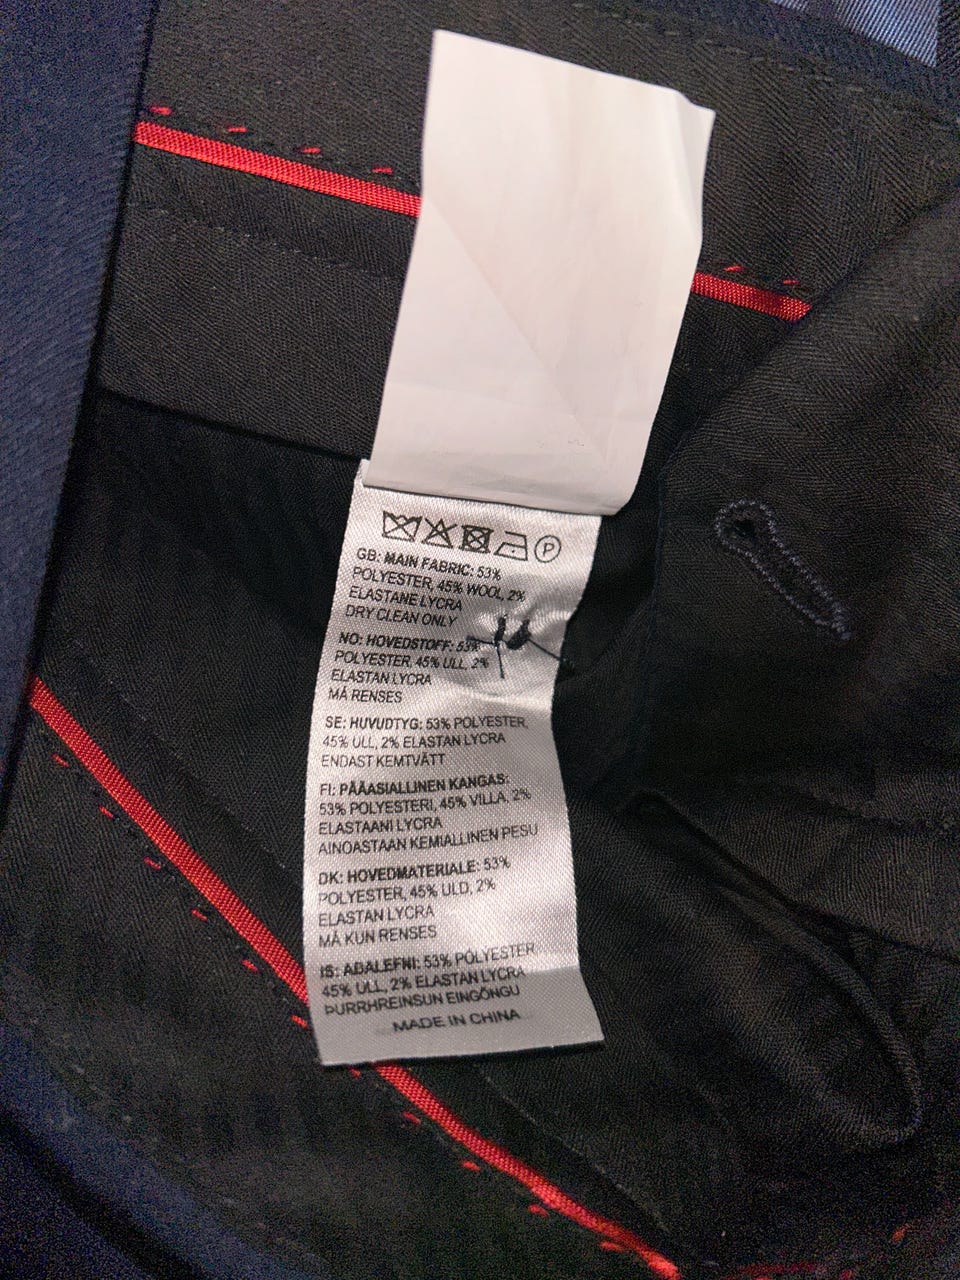 P
GB: MAIN FABRIC: 53%
POLYESTER, 45% WOOL, 2%
ELASTANE LYCRA
DRY CLEAN ONLY
NO: HOVEDSTOFF: 53%
POLYESTER, 45% ULL, 2%
ELASTAN LYCRA
MÅ RENSES
SE: HUVUDTYG: 53% POLYESTER,
45% ULL, 2% ELASTAN LYCRA
ENDAST KEMTVÄTT
FI: PÄÄASIALLINEN KANGAS:
53% POLYESTERI, 45% VILLA, 2%
ELASTAANI LYCRA
AINOASTAAN KEMIALLINEN PESU
DK: HOVEDMATERIALE: 53%
POLYESTER, 45% ULD, 2%
ELASTAN LYCRA
MÅ KUN RENSES
IS: AÐALEFNI: 53% PÓLYESTER
45% ULL, 2% ELASTAN LYCRA
ÞURRHREINSUN EINGÖNGU
MADE IN CHINA